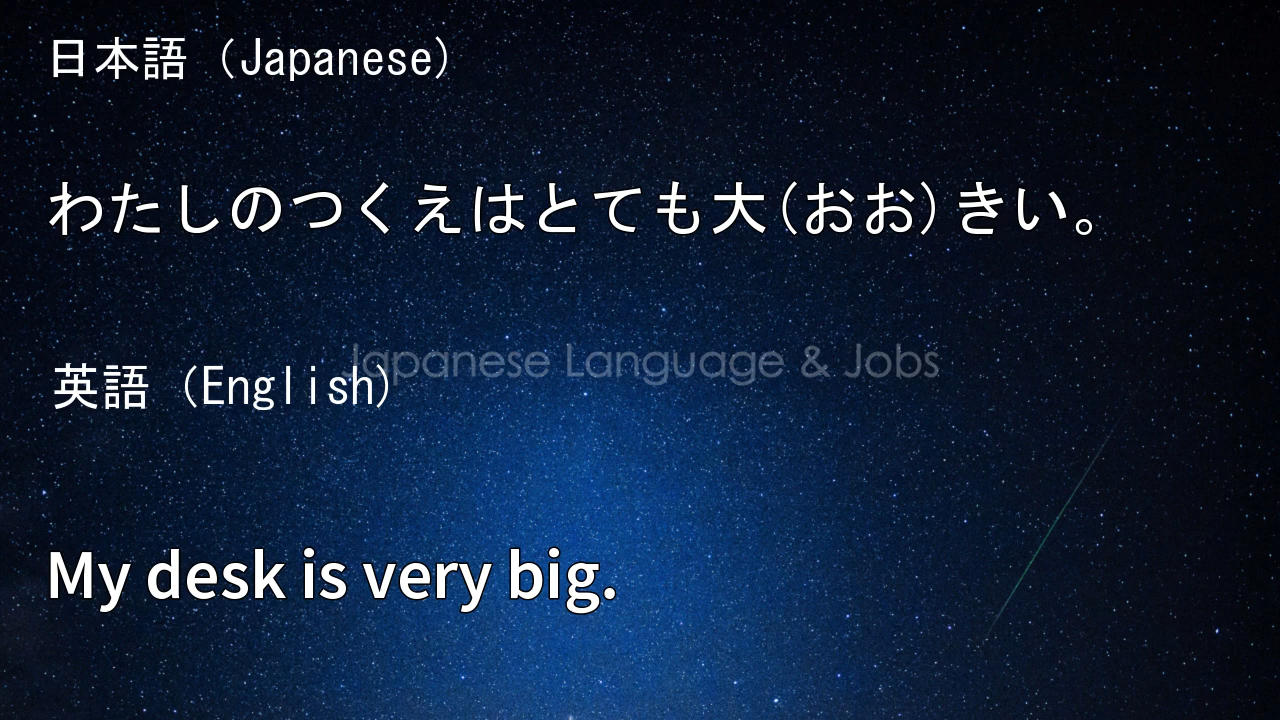 日本語 (Japanese)
わたしのつくえはとても大(おお)きい。
Japanese Language & Jobs
英語 (English)
My desk is very big.